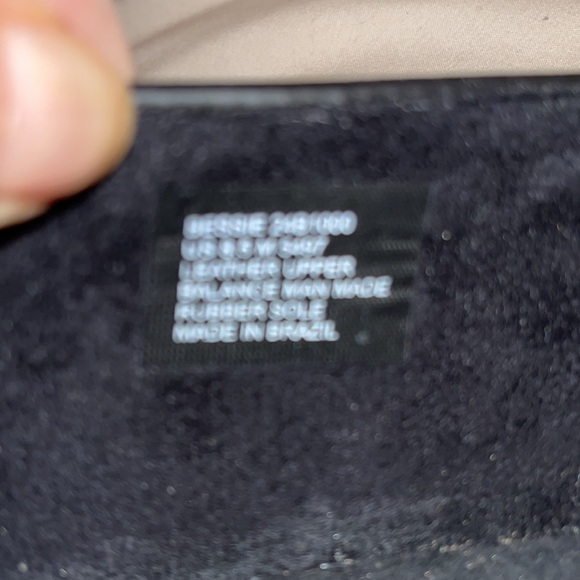 BESSIE
US M
LEATHER UPPER
BALANCE MAN MADE
RUBBER SOLE
MADE IN BRAZIL